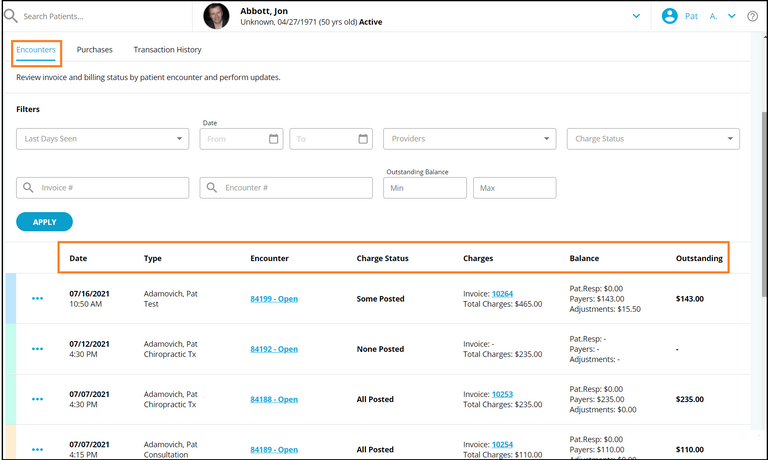 Search Patients...
Abbott, Jon
Unknown, 04/27/1971 (50 yrs old) Active
Pat A.
Encounters Purchases Transaction History
Review invoice and billing status by patient encounter and perform updates.
Filters
Date
Last Days Seen From To Providers Charge Status
Outstanding Balance
Invoice # Encounter # Min Max
APPLY
Date Type Encounter Charge Status Charges Balance Outstanding
07/16/2021
10:50 AM
Adamovich, Pat
Test
84199 - Open
Some Posted
Invoice: 10264
Total Charges: $465.00
Pat.Resp: $0.00
Payers: $143.00
Adjustments: $15.50
$143.00
07/12/2021
4:30 PM
Adamovich, Pat
Chiropractic Tx
84192 - Open
None Posted
Invoice: -
Total Charges: $235.00
Pat.Resp: -
Payers: -
Adjustments: -
-
07/07/2021
4:30 PM
Adamovich, Pat
Chiropractic Tx
84188 - Open
All Posted
Invoice: 10253
Total Charges: $235.00
Pat.Resp: $0.00
Payers: $235.00
Adjustments: $0.00
$235.00
07/07/2021
4:15 PM
Adamovich, Pat
Consultation
84189 - Open
All Posted
Invoice: 10254
Total Charges: $110.00
Pat.Resp: $0.00
Payers: $110.00
Adjustments: $0.00
$110.00